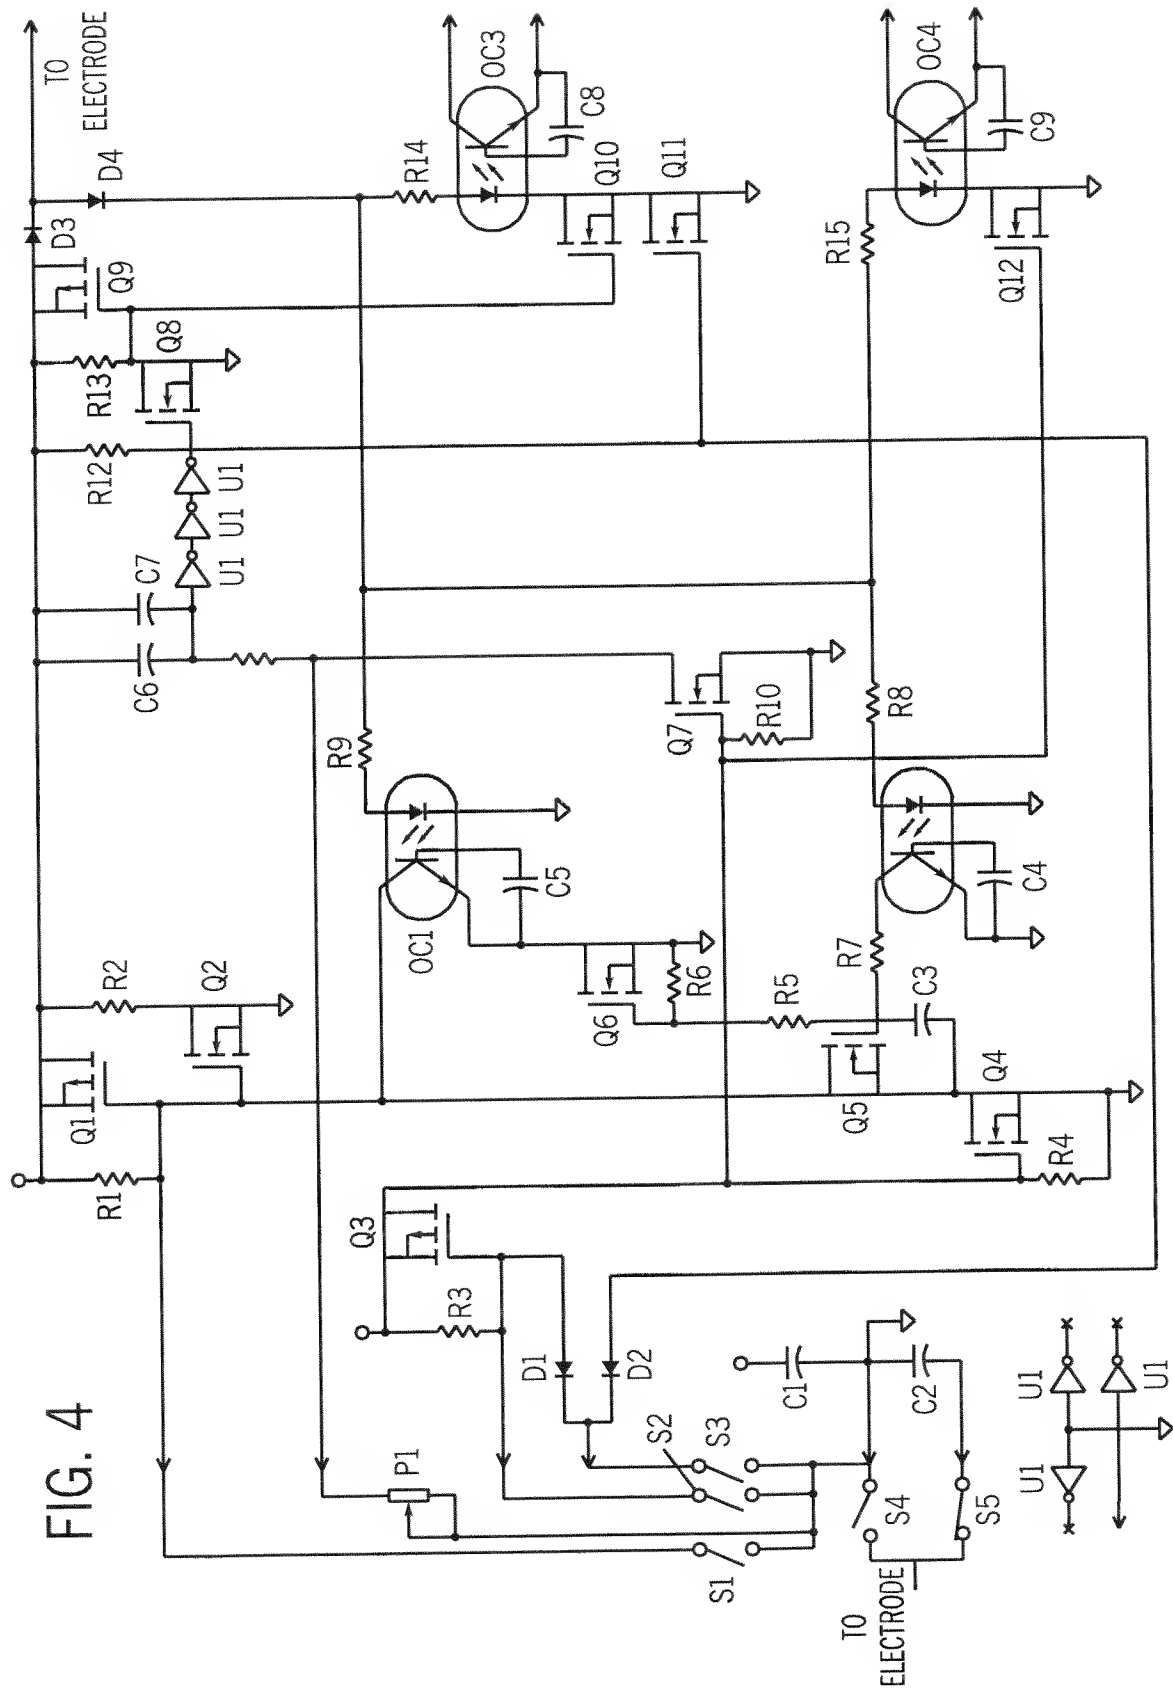 FIG. 4
TO
ELECTRODE
D4
D3
Q9
Q8
R13
R12
U1
U1
U1
C7
C6
R2
Q2
Q1
R1
R14
OC3
C8
Q10
Q11
R9
OC1
C5
Q6
R6
Q7
R10
R5
Q5
R7
C3
Q4
R4
Q3
R3
D1
D2
R15
OC4
C9
Q12
R8
C4
P1
S1
S2
S3
S4
S5
C1
C2
TO
ELECTRODE
U1
U1
U1